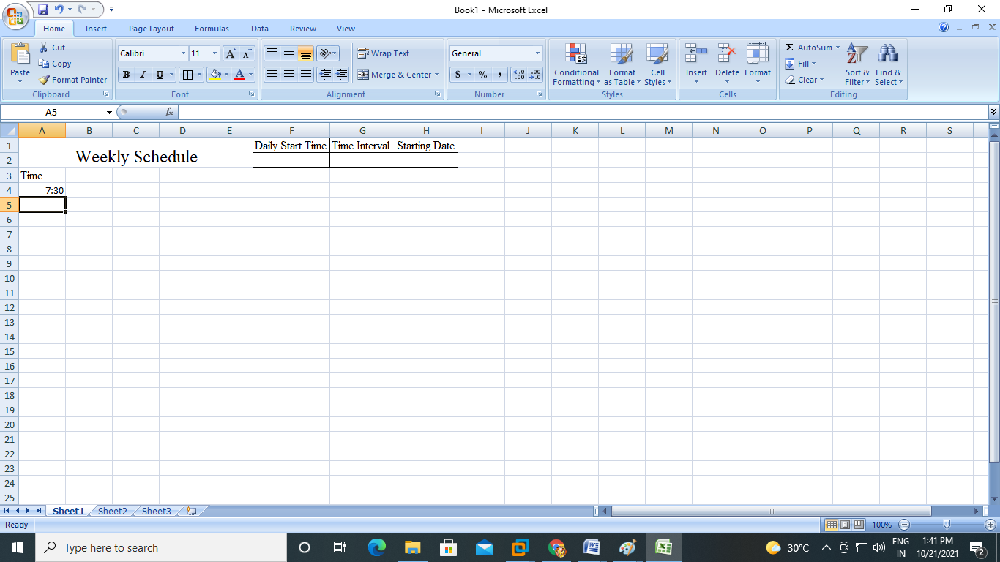 Book1 - Microsoft Excel
Home Insert Page Layout Formulas Data Review View
Paste
Cut
Copy
Format Painter
Clipboard
Calibri 11
B I U A
Font
Wrap Text
Merge & Center
Alignment
General
$ % , .00 .0
Number
Conditional Formatting
Format as Table
Cell Styles
Styles
Insert Delete Format
Cells
Σ AutoSum
Fill
Clear
Sort & Filter
Find & Select
Editing
A5 fx
A B C D E F G H I J K L M N O P Q R S
1 Daily Start Time Time Interval Starting Date
Weekly Schedule
2
3 Time
4 7:30
5
6
7
8
9
10
11
12
13
14
15
16
17
18
19
20
21
22
23
24
25
Sheet1 Sheet2 Sheet3
Ready 100%
Type here to search
30°C
ENG
IN
1:41 PM
10/21/2021
2